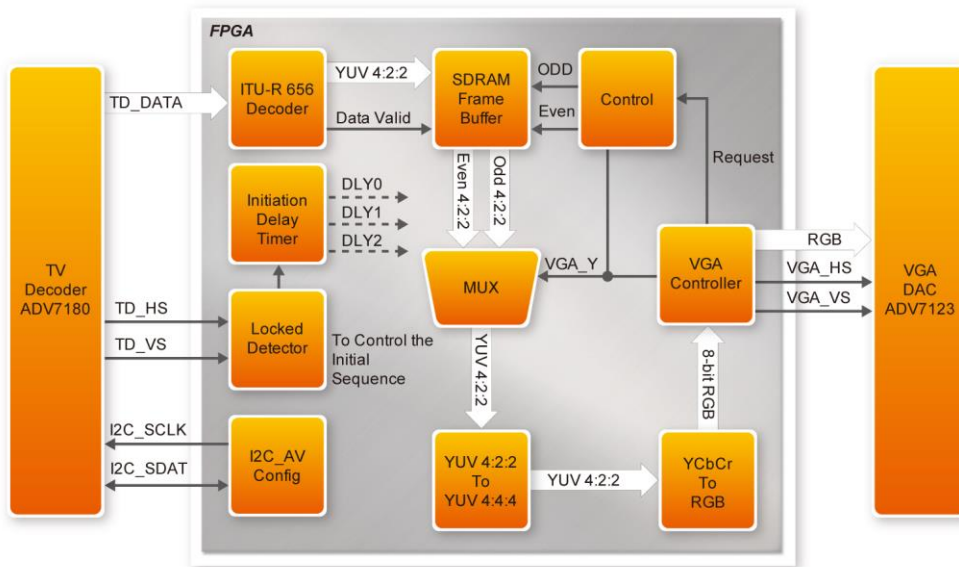 FPGA
TV
Decoder
ADV7180
TD_DATA
ITU-R 656
Decoder
YUV 4:2:2
Data Valid
SDRAM
Frame
Buffer
ODD
Even
Control
Request
Initiation
Delay
Timer
DLY0
DLY1
DLY2
Even 4:2:2
Odd 4:2:2
VGA_Y
MUX
VGA
Controller
RGB
VGA_HS
VGA_VS
VGA
DAC
ADV7123
TD_HS
TD_VS
Locked
Detector
To Control the
Initial
Sequence
YUV 4:2:2
8-bit RGB
I2C_SCLK
I2C_SDAT
I2C_AV
Config
YUV 4:2:2
To
YUV 4:4:4
YUV 4:2:2
YCbCr
To
RGB